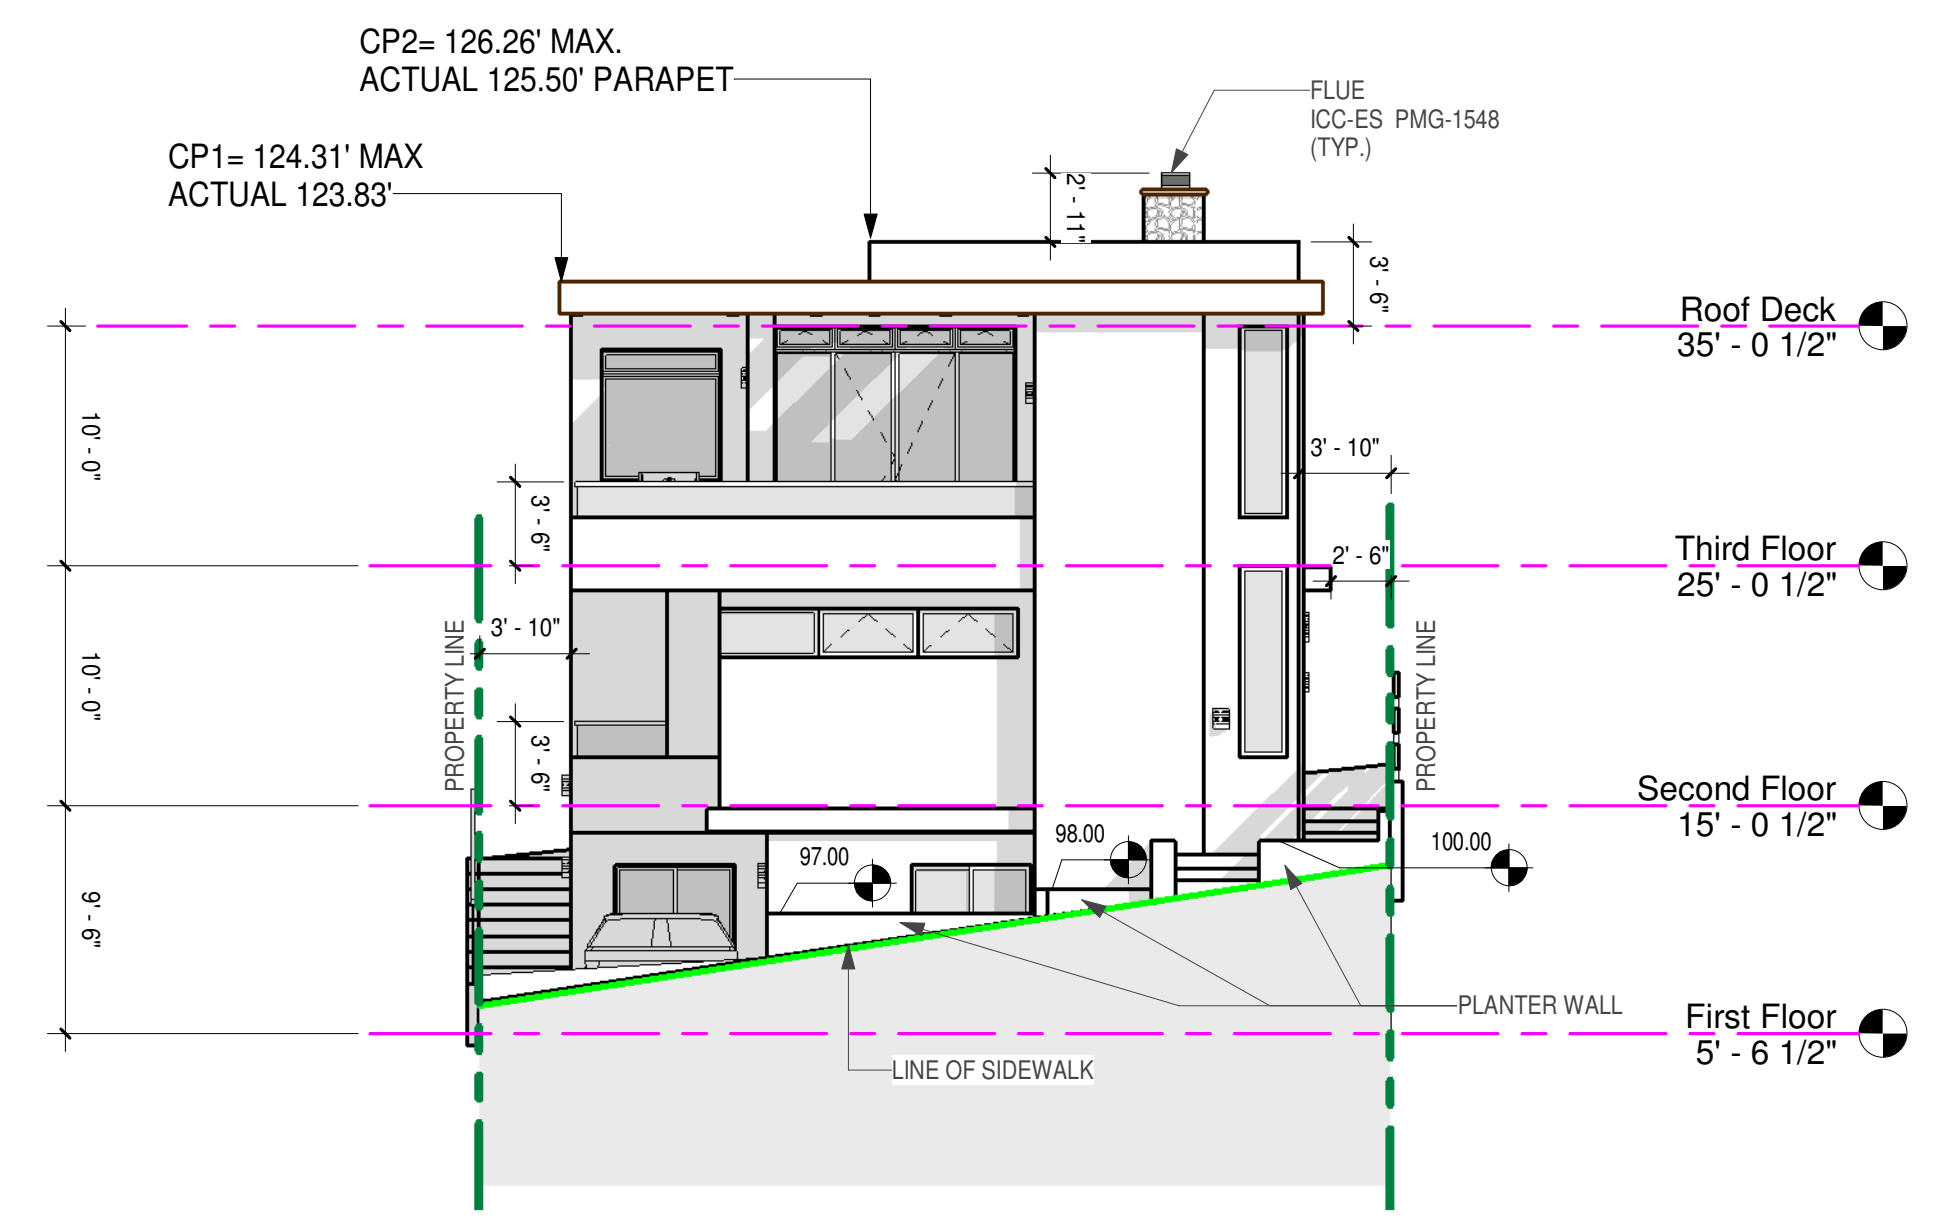 CP2= 126.26' MAX.
ACTUAL 125.50' PARAPET
FLUE
ICC-ES PMG-1548
(TYP.)
CP1= 124.31' MAX
ACTUAL 123.83'
2' - 11"
3' - 6"
Roof Deck
35' - 0 1/2"
10' - 0"
3' - 10"
3' - 6"
2' - 6"
Third Floor
25' - 0 1/2"
3' - 10"
PROPERTY LINE
PROPERTY LINE
10' - 0"
3' - 6"
Second Floor
15' - 0 1/2"
97.00
98.00
100.00
9' - 6"
PLANTER WALL
First Floor
5' - 6 1/2"
LINE OF SIDEWALK